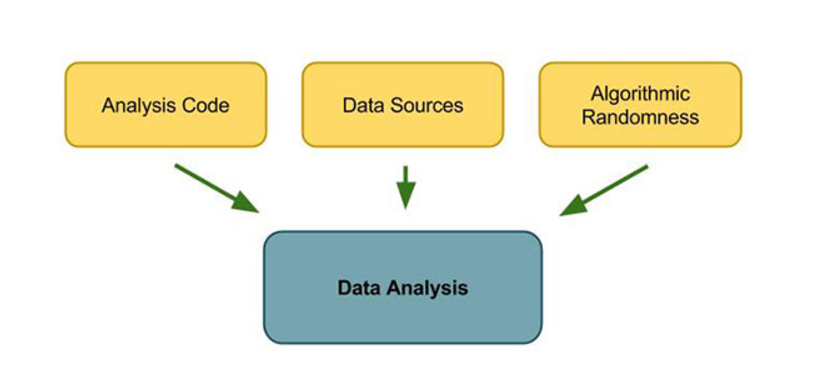 Analysis Code
Data Sources
Algorithmic
Randomness
Data Analysis